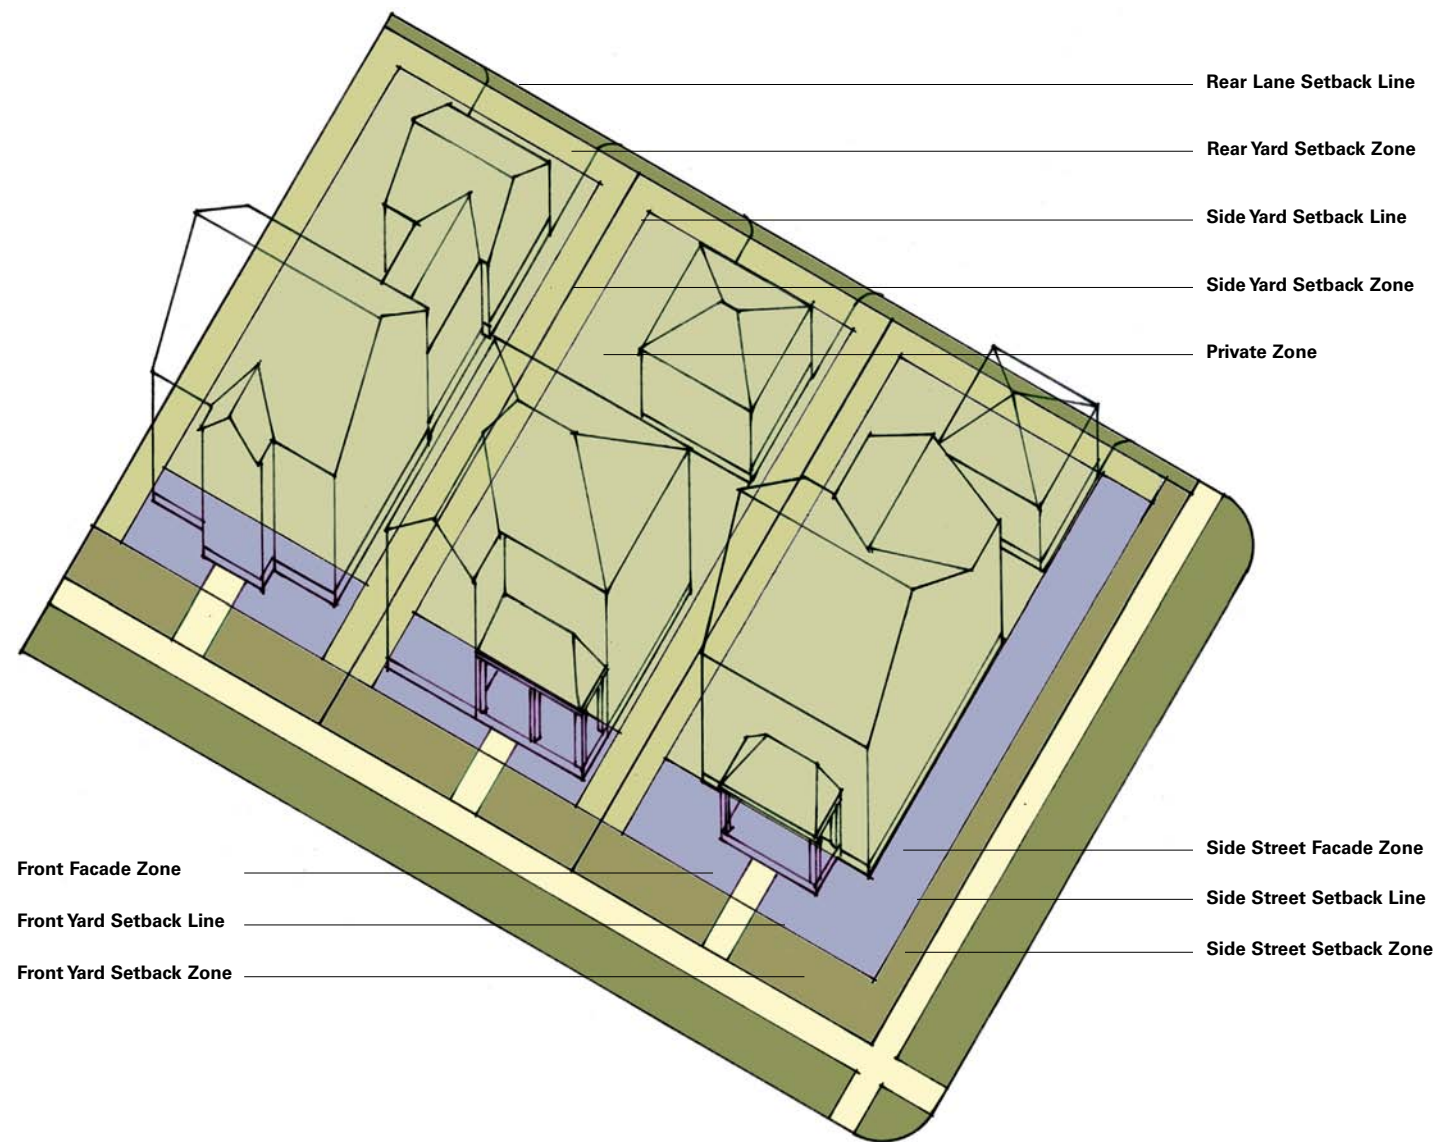 Rear Lane Setback Line
Rear Yard Setback Zone
Side Yard Setback Line
Side Yard Setback Zone
Private Zone
Front Facade Zone
Front Yard Setback Line
Front Yard Setback Zone
Side Street Facade Zone
Side Street Setback Line
Side Street Setback Zone